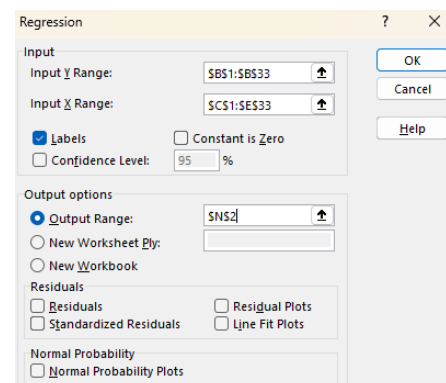 Regression ? ×
Input
Input Y Range: $B$1:$B$33
Input X Range: $C$1:$E$33
Labels Constant is Zero
Confidence Level: 95 %
OK
Cancel
Help
Output options
Output Range: $N$2
New Worksheet Ply:
New Workbook
Residuals
Residuals Residual Plots
Standardized Residuals Line Fit Plots
Normal Probability
Normal Probability Plots